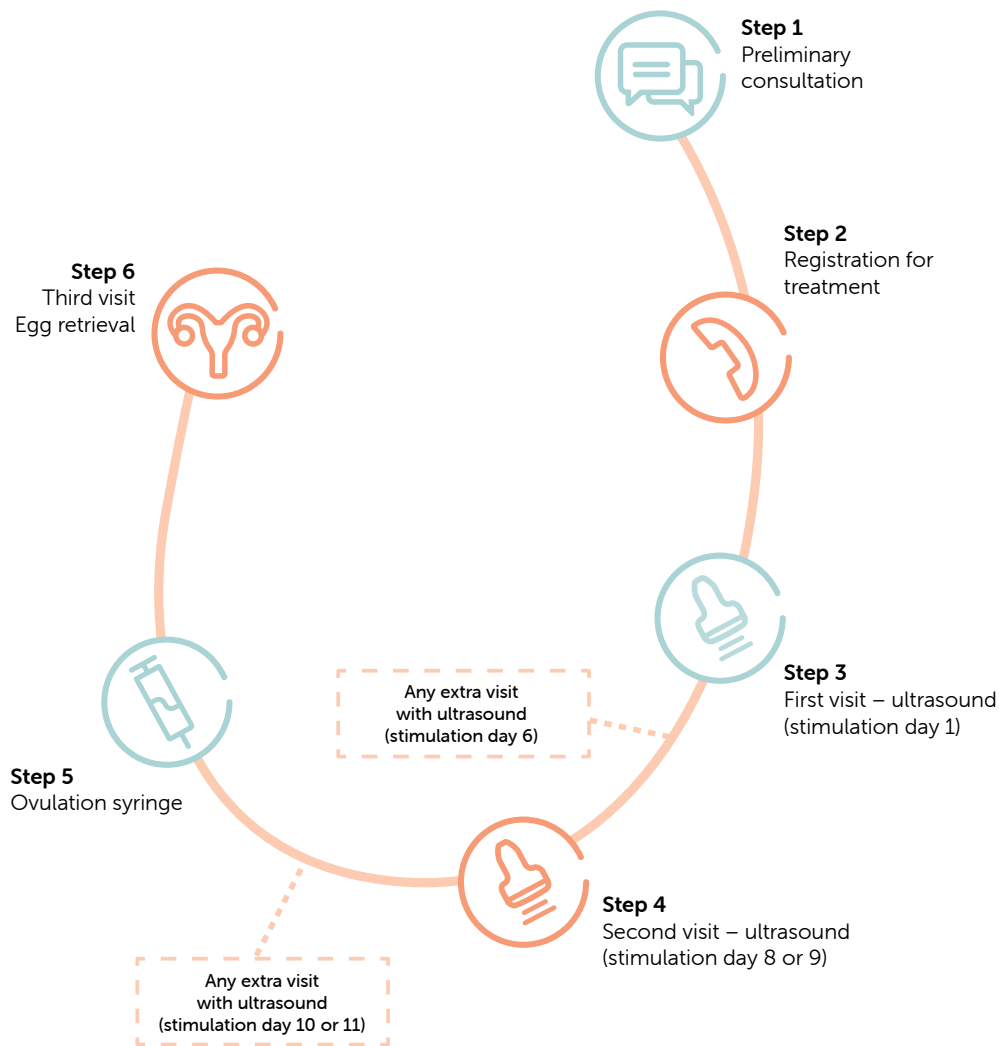 Step 1
Preliminary
consultation
Step 2
Registration for
treatment
Step 3
First visit – ultrasound
(stimulation day 1)
Any extra visit
with ultrasound
(stimulation day 6)
Step 4
Second visit – ultrasound
(stimulation day 8 or 9)
Any extra visit
with ultrasound
(stimulation day 10 or 11)
Step 5
Ovulation syringe
Step 6
Third visit
Egg retrieval